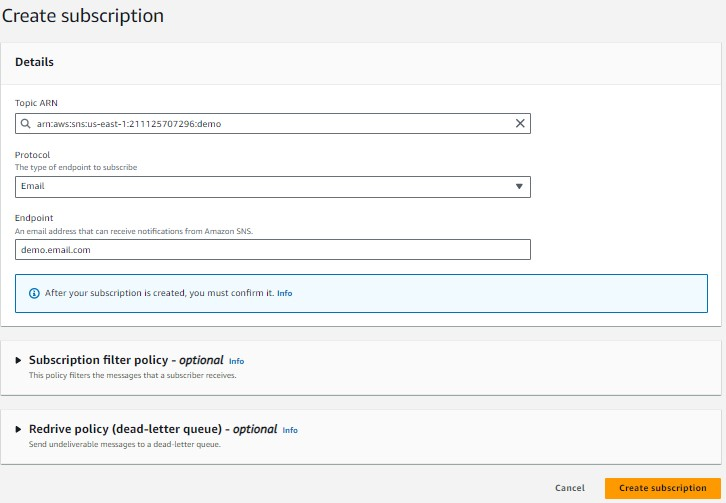 Create subscription
Details
Topic ARN
arn:aws:sns:us-east-1:211125707296:demo
Protocol
The type of endpoint to subscribe
Email
Endpoint
An email address that can receive notifications from Amazon SNS.
demo.email.com
After your subscription is created, you must confirm it. Info
Subscription filter policy - optional Info
This policy filters the messages that a subscriber receives.
Redrive policy (dead-letter queue) - optional Info
Send undeliverable messages to a dead-letter queue.
Cancel Create subscription